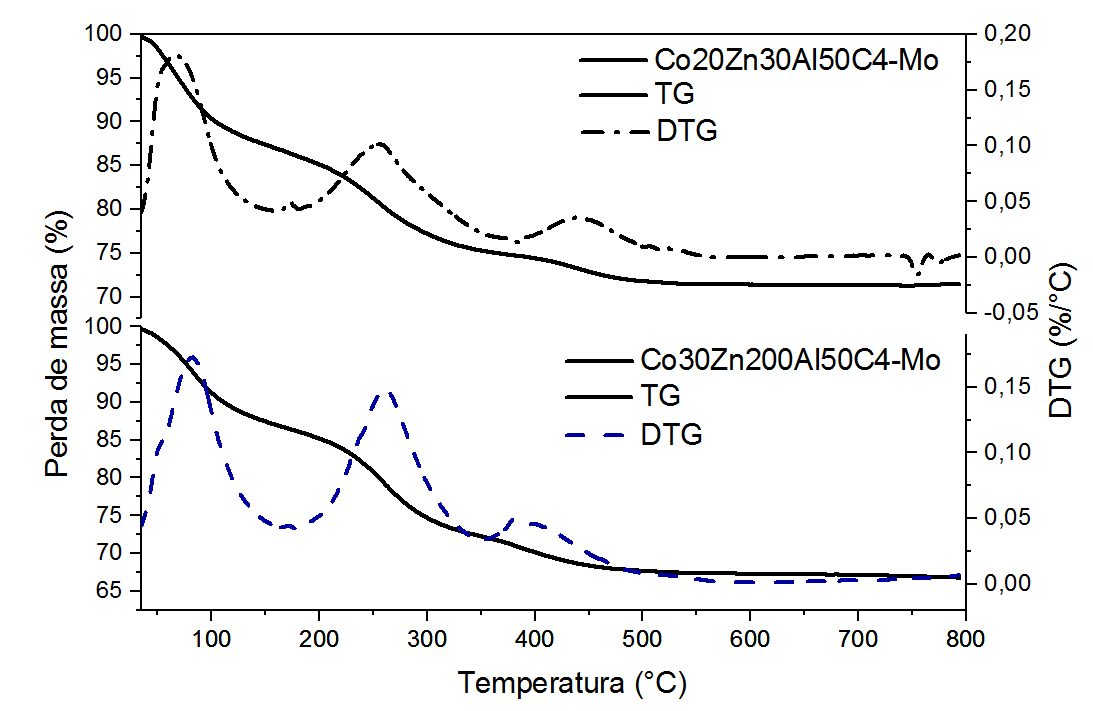 100
95
90
85
80
75
70
0,20
0,15
0,10
0,05
0,00
-0,05
Co20Zn30Al50C4-Mo
TG
DTG
Perda de massa (%)
DTG (%/°C)
100
95
90
85
80
75
70
65
0,15
0,10
0,05
0,00
Co30Zn200Al50C4-Mo
TG
DTG
100 200 300 400 500 600 700 800
Temperatura (°C)